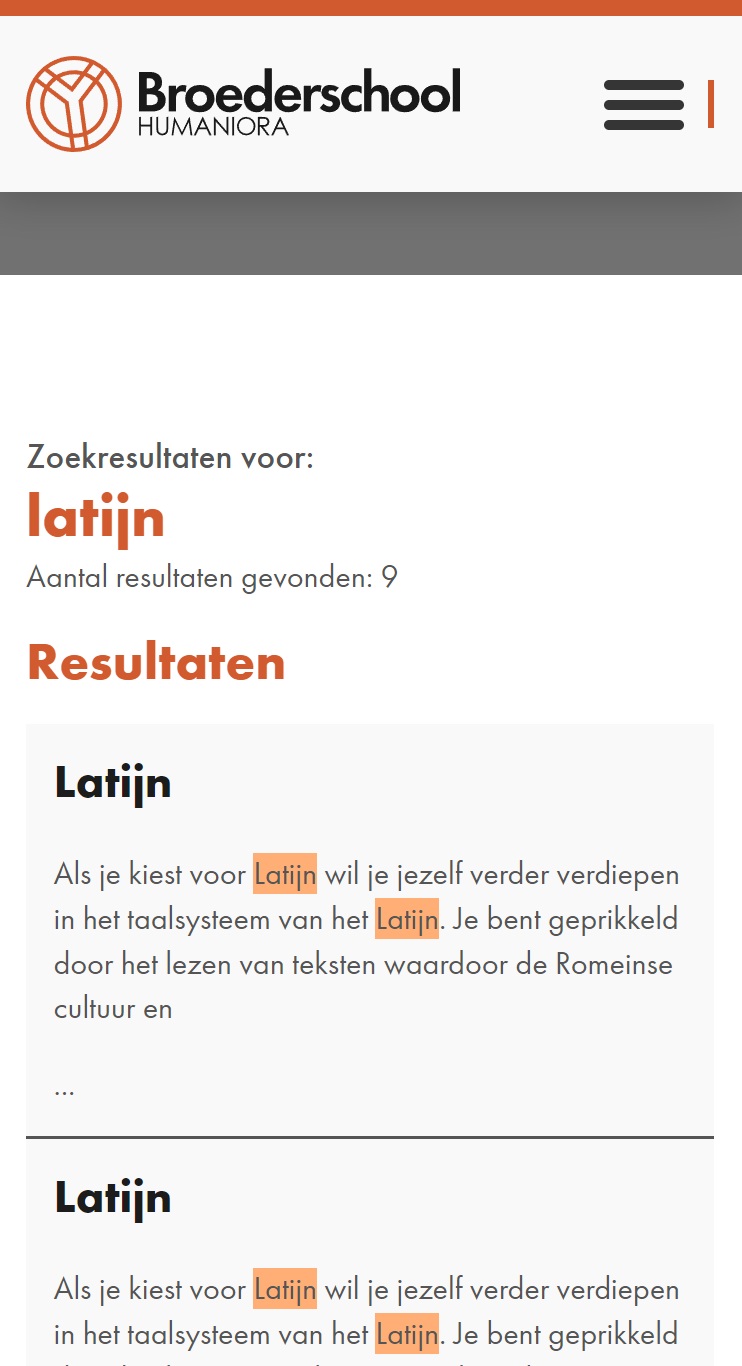 Broederschool
HUMANIORA
Zoekresultaten voor:
latijn
Aantal resultaten gevonden: 9
Resultaten
Latijn
Als je kiest voor Latijn wil je jezelf verder verdiepen
in het taalsysteem van het Latijn. Je bent geprikkeld
door het lezen van teksten waardoor de Romeinse
cultuur en
...
Latijn
Als je kiest voor Latijn wil je jezelf verder verdiepen
in het taalsysteem van het Latijn. Je bent geprikkeld